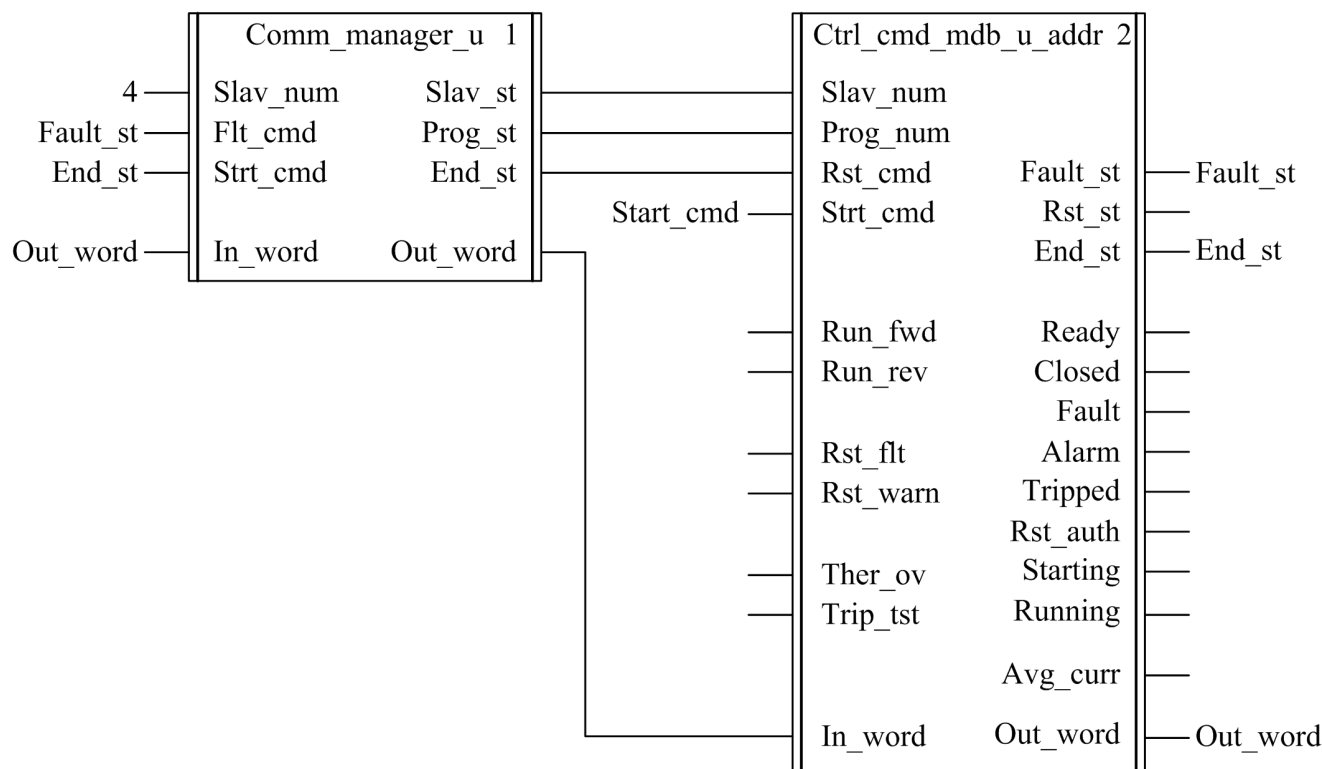 Comm_manager_u 1
4 Slav_num Slav_st
Fault_st Flt_cmd Prog_st
End_st Strt_cmd End_st
Out_word In_word Out_word
Ctrl_cmd_mdb_u_addr 2
Slav_num
Prog_num
Rst_cmd Fault_st Fault_st
Start_cmd Strt_cmd Rst_st
End_st End_st
Run_fwd Ready
Run_rev Closed
Fault
Rst_flt Alarm
Rst_warn Tripped
Rst_auth
Ther_ov Starting
Trip_tst Running
Avg_curr
In_word Out_word Out_word